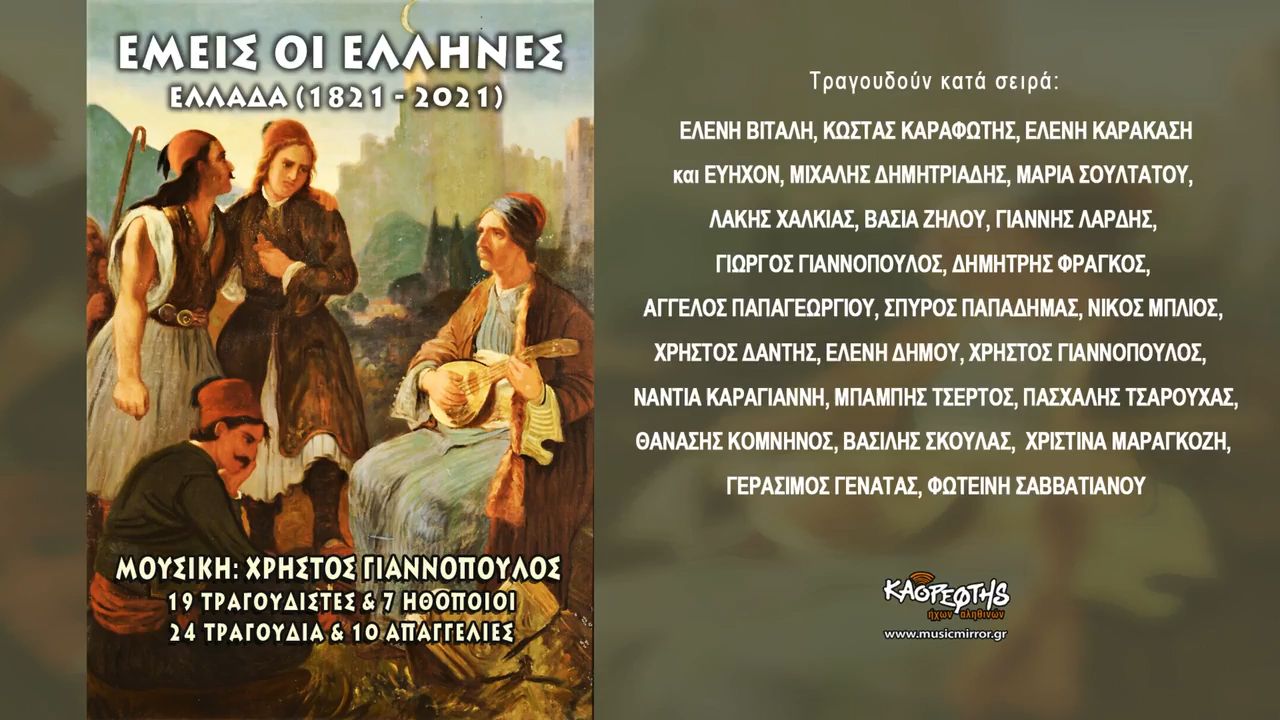 ΕΜΕΙΣ ΟΙ ΕΛΛΗΝΕΣ
ΕΛΛΑΔΑ (1821 - 2021)
ΜΟΥΣΙΚΗ: ΧΡΗΣΤΟΣ ΓΙΑΝΝΟΠΟΥΛΟΣ
19 ΤΡΑΓΟΥΔΙΣΤΕΣ & 7 ΗΘΟΠΟΙΟΙ
24 ΤΡΑΓΟΥΔΙΑ & 10 ΑΠΑΓΓΕΛΙΕΣ
Τραγουδούν κατά σειρά:
ΕΛΕΝΗ ΒΙΤΑΛΗ, ΚΩΣΤΑΣ ΚΑΡΑΦΩΤΗΣ, ΕΛΕΝΗ ΚΑΡΑΚΑΣΗ
και ΕΥΗΧΟΝ, ΜΙΧΑΛΗΣ ΔΗΜΗΤΡΙΑΔΗΣ, ΜΑΡΙΑ ΣΟΥΛΤΑΤΟΥ,
ΛΑΚΗΣ ΧΑΛΚΙΑΣ, ΒΑΣΙΑ ΖΗΛΟΥ, ΓΙΑΝΝΗΣ ΛΑΡΔΗΣ,
ΓΙΩΡΓΟΣ ΓΙΑΝΝΟΠΟΥΛΟΣ, ΔΗΜΗΤΡΗΣ ΦΡΑΓΚΟΣ,
ΑΓΓΕΛΟΣ ΠΑΠΑΓΕΩΡΓΙΟΥ, ΣΠΥΡΟΣ ΠΑΠΑΔΗΜΑΣ, ΝΙΚΟΣ ΜΠΛΙΟΣ,
ΧΡΗΣΤΟΣ ΔΑΝΤΗΣ, ΕΛΕΝΗ ΔΗΜΟΥ, ΧΡΗΣΤΟΣ ΓΙΑΝΝΟΠΟΥΛΟΣ,
ΝΑΝΤΙΑ ΚΑΡΑΓΙΑΝΝΗ, ΜΠΑΜΠΗΣ ΤΣΕΡΤΟΣ, ΠΑΣΧΑΛΗΣ ΤΣΑΡΟΥΧΑΣ,
ΘΑΝΑΣΗΣ ΚΟΜΝΗΝΟΣ, ΒΑΣΙΛΗΣ ΣΚΟΥΛΑΣ, ΧΡΙΣΤΙΝΑ ΜΑΡΑΓΚΟΖΗ,
ΓΕΡΑΣΙΜΟΣ ΓΕΝΑΤΑΣ, ΦΩΤΕΙΝΗ ΣΑΒΒΑΤΙΑΝΟΥ
ΚΑΘΡΕΦΤΗΣ
ήχων αληθινών
www.musicmirror.gr